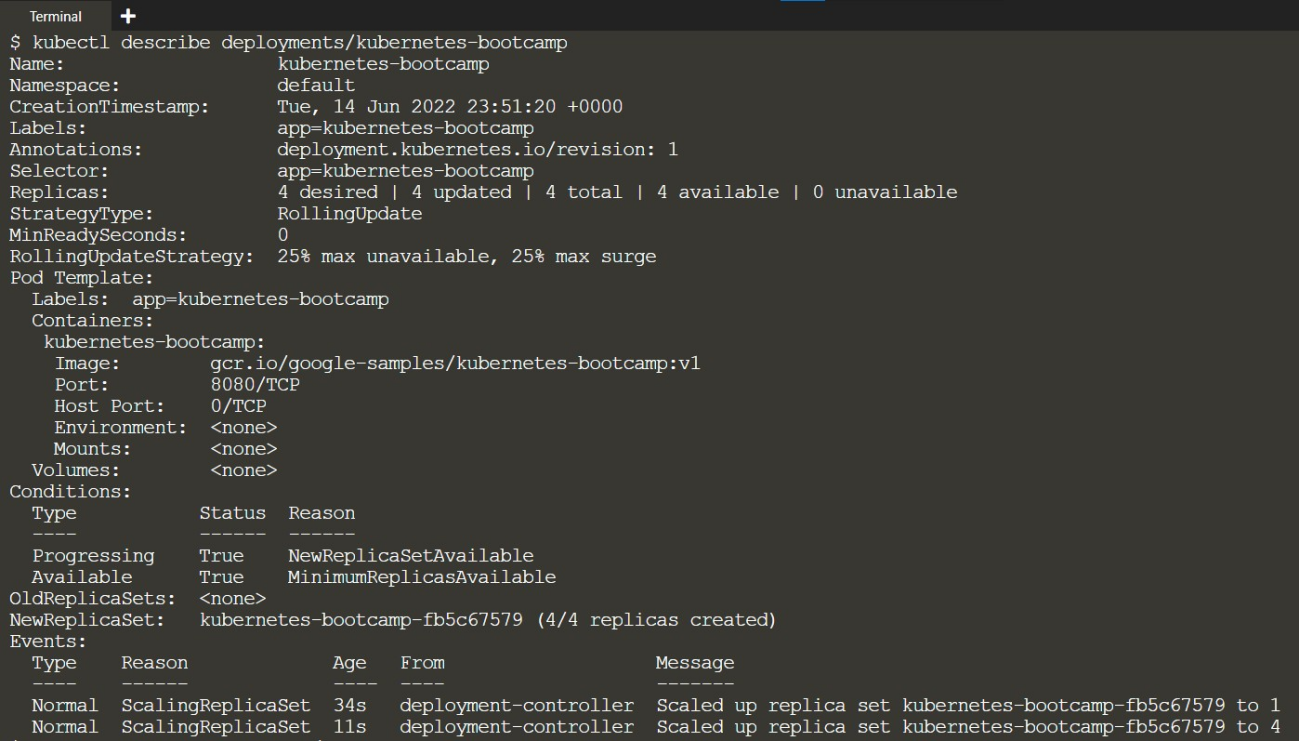 Terminal +
$ kubectl describe deployments/kubernetes-bootcamp
Name:                   kubernetes-bootcamp
Namespace:              default
CreationTimestamp:      Tue, 14 Jun 2022 23:51:20 +0000
Labels:                 app=kubernetes-bootcamp
Annotations:            deployment.kubernetes.io/revision: 1
Selector:               app=kubernetes-bootcamp
Replicas:               4 desired | 4 updated | 4 total | 4 available | 0 unavailable
StrategyType:           RollingUpdate
MinReadySeconds:        0
RollingUpdateStrategy:  25% max unavailable, 25% max surge
Pod Template:
  Labels:  app=kubernetes-bootcamp
  Containers:
   kubernetes-bootcamp:
    Image:        gcr.io/google-samples/kubernetes-bootcamp:v1
    Port:         8080/TCP
    Host Port:    0/TCP
    Environment:  <none>
    Mounts:       <none>
  Volumes:        <none>
Conditions:
  Type           Status  Reason
  ----           ------  ------
  Progressing    True    NewReplicaSetAvailable
  Available      True    MinimumReplicasAvailable
OldReplicaSets:  <none>
NewReplicaSet:   kubernetes-bootcamp-fb5c67579 (4/4 replicas created)
Events:
  Type    Reason             Age   From                   Message
  ----    ------             ----  ----                   -------
  Normal  ScalingReplicaSet  34s   deployment-controller  Scaled up replica set kubernetes-bootcamp-fb5c67579 to 1
  Normal  ScalingReplicaSet  11s   deployment-controller  Scaled up replica set kubernetes-bootcamp-fb5c67579 to 4